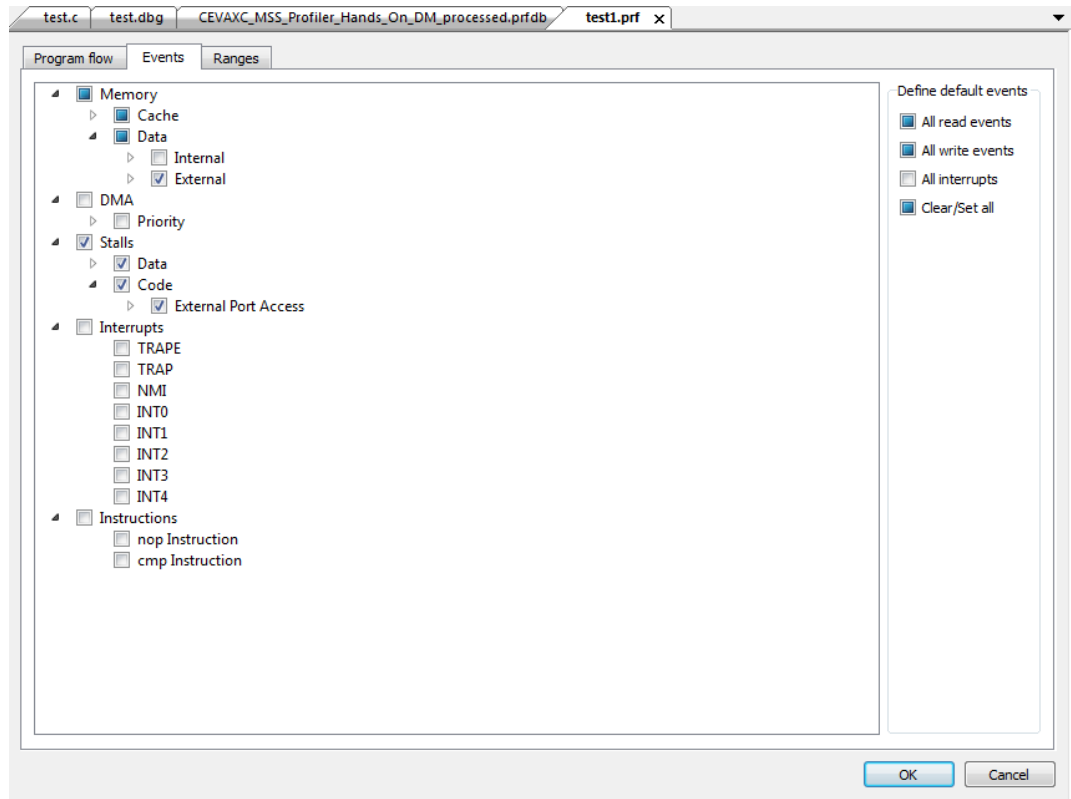 test.c test.dbg CEVAXC_MSS_Profiler_Hands_On_DM_processed.prfdb test1.prf x
Program flow Events Ranges
Memory
Cache
Data
Internal
External
DMA
Priority
Stalls
Data
Code
External Port Access
Interrupts
TRAPE
TRAP
NMI
INT0
INT1
INT2
INT3
INT4
Instructions
nop Instruction
cmp Instruction
Define default events
All read events
All write events
All interrupts
Clear/Set all
OK Cancel